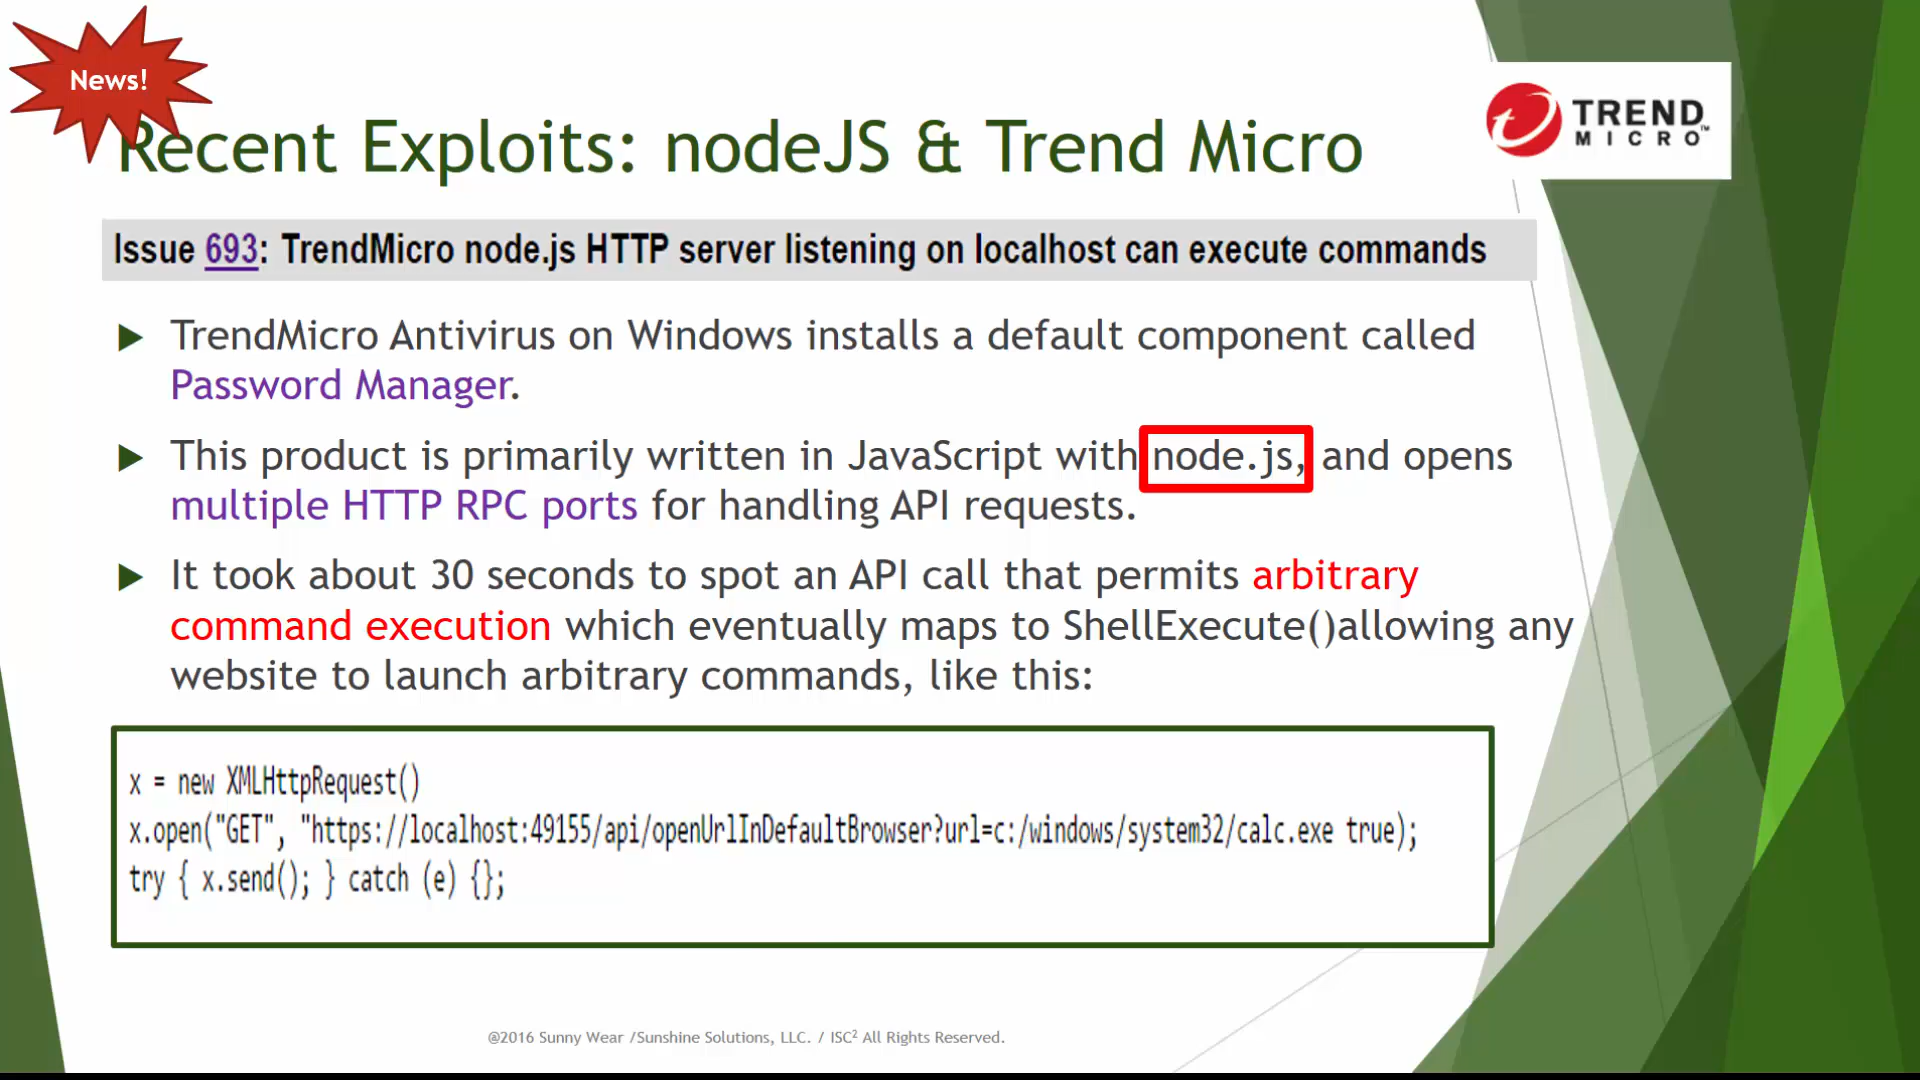 News!
Recent Exploits: nodeJS & Trend Micro
TREND
MICRO™
Issue 693: TrendMicro node.js HTTP server listening on localhost can execute commands
TrendMicro Antivirus on Windows installs a default component called
Password Manager.
This product is primarily written in JavaScript with node.js, and opens
multiple HTTP RPC ports for handling API requests.
It took about 30 seconds to spot an API call that permits arbitrary
command execution which eventually maps to ShellExecute()allowing any
website to launch arbitrary commands, like this:
x = new XMLHttpRequest()
x.open("GET", "https://localhost:49155/api/openUrlInDefaultBrowser?url=c:/windows/system32/calc.exe true);
try { x.send(); } catch (e) {};
@2016 Sunny Wear /Sunshine Solutions, LLC. / ISC² All Rights Reserved.